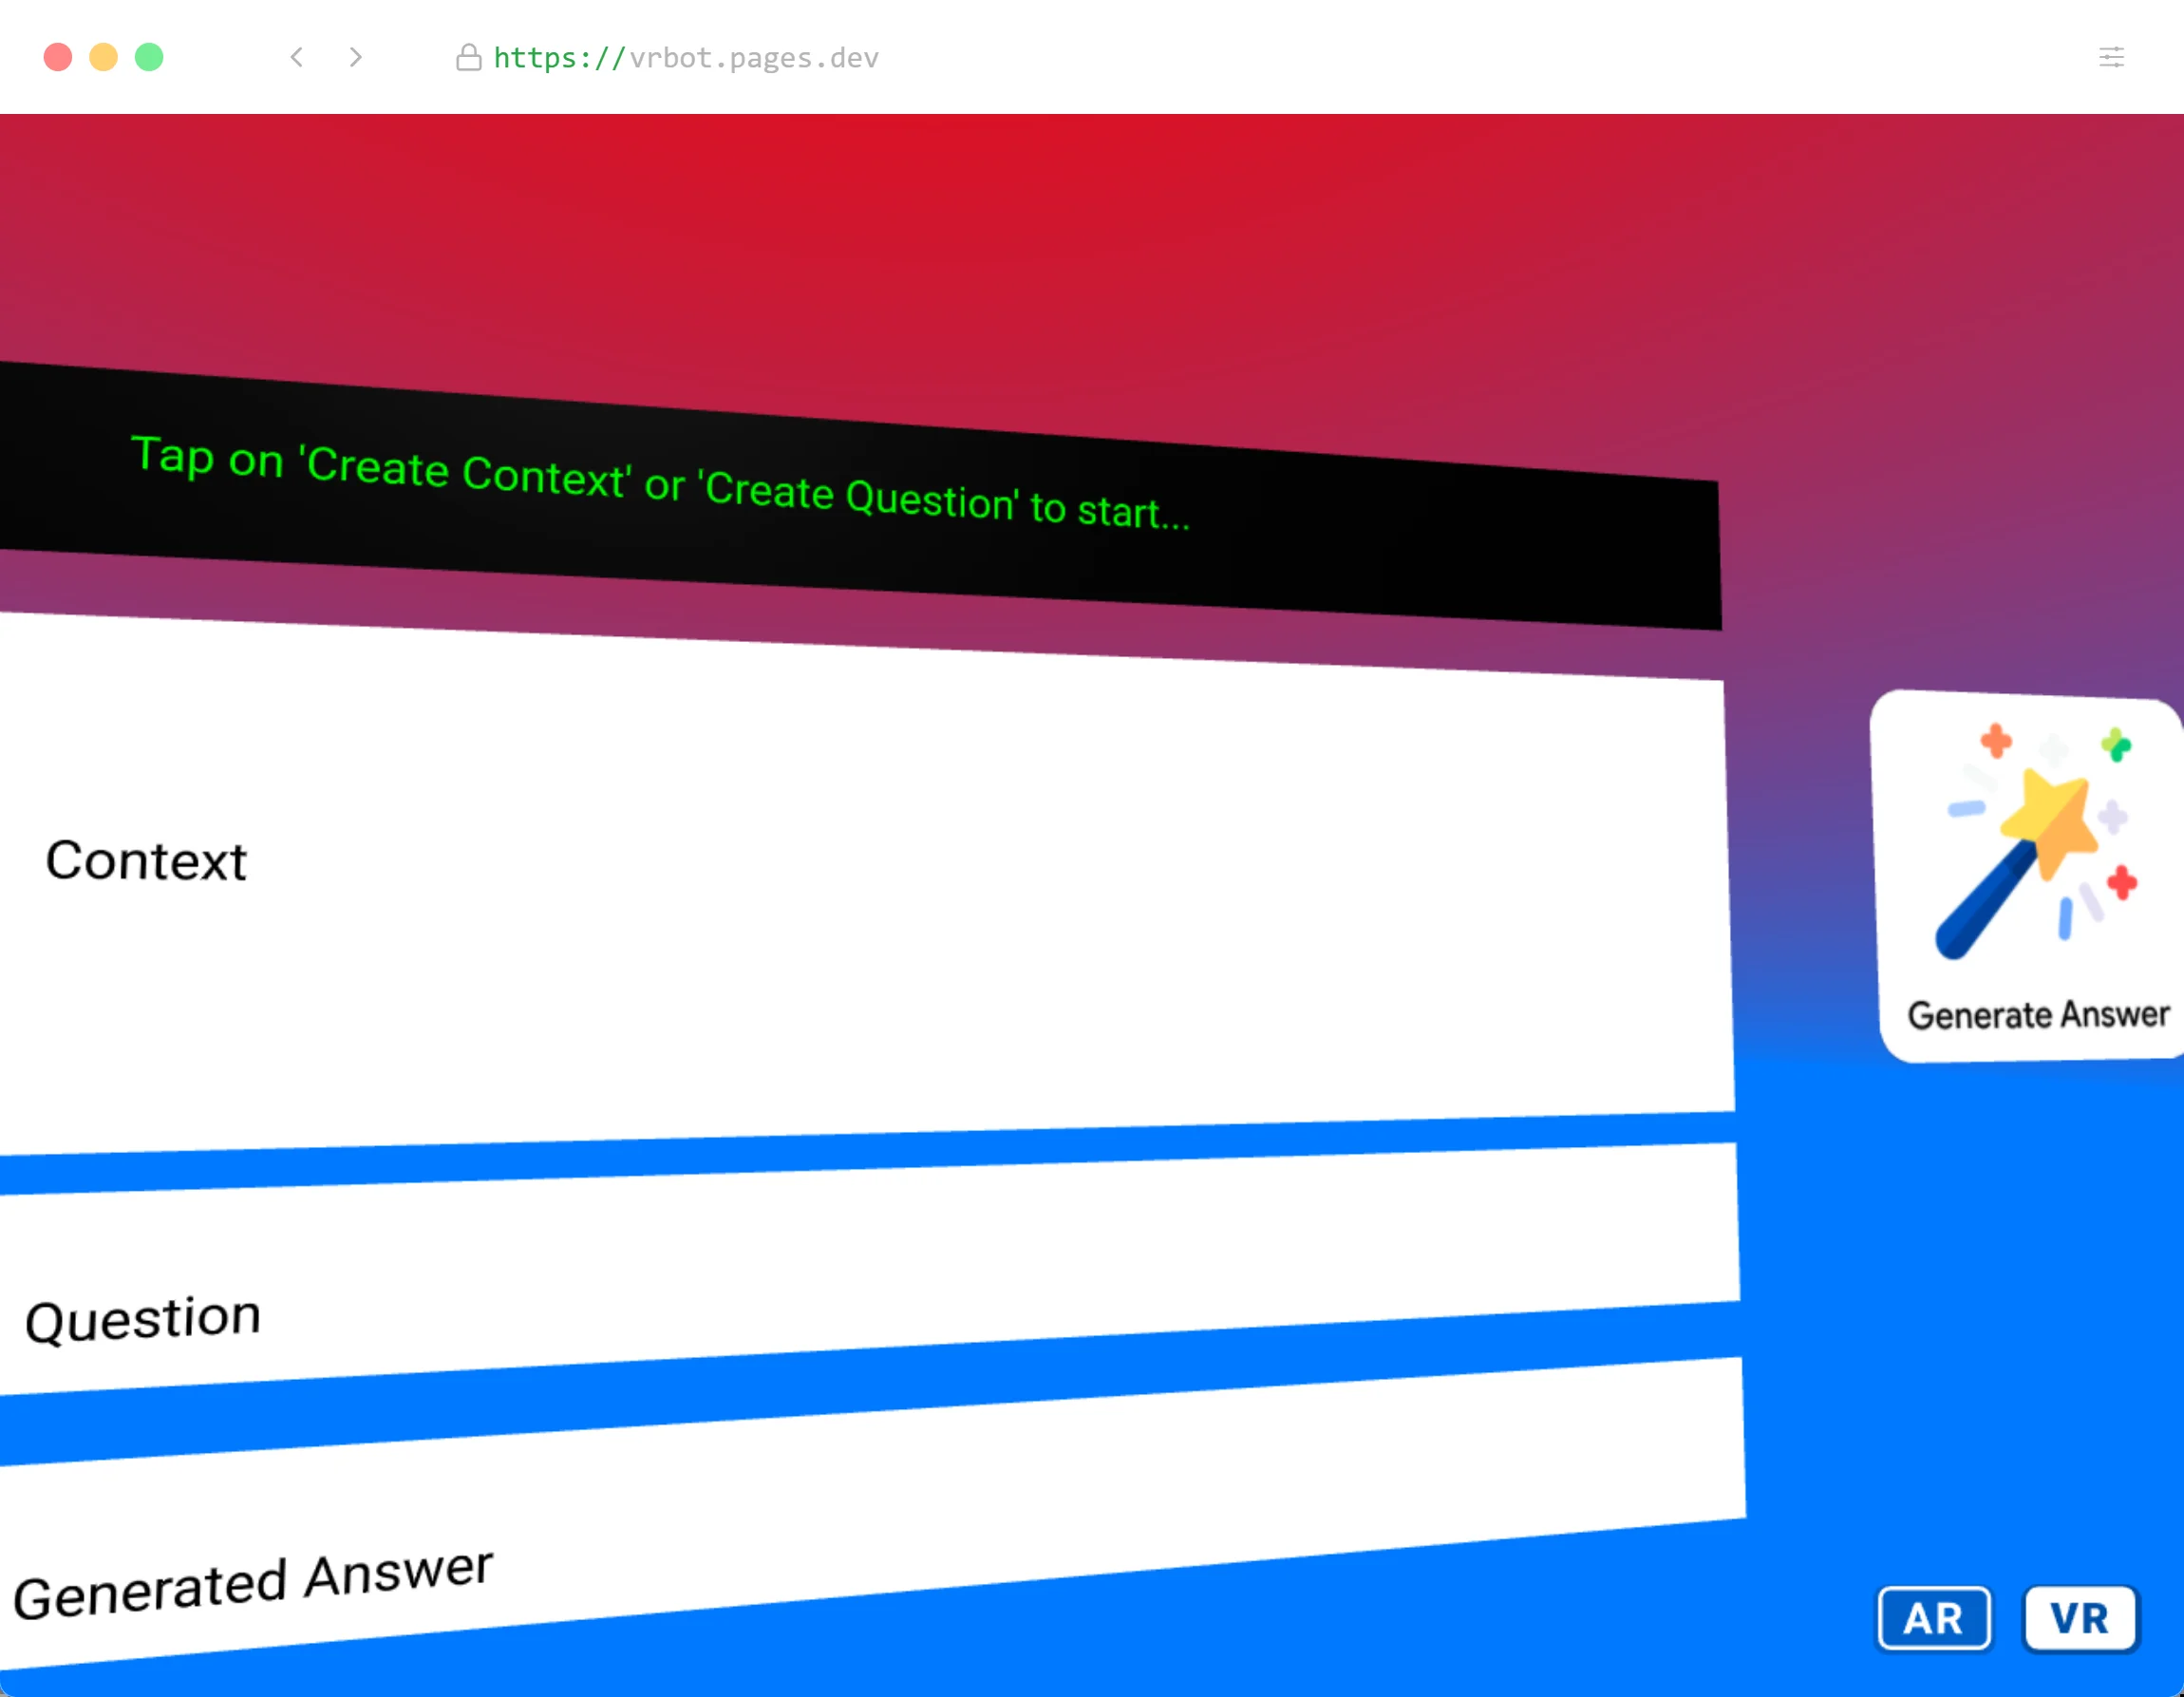 https://vrbot.pages.dev
Tap on 'Create Context' or 'Create Question' to start...
Context
Generate Answer
Question
Generated Answer
AR
VR